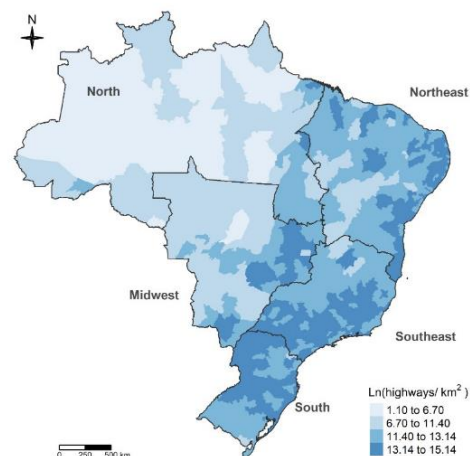 N
North
Northeast
Midwest
Southeast
South
Ln(highways/ km²)
1.10 to 6.70
6.70 to 11.40
11.40 to 13.14
13.14 to 15.14
0 250 500 km